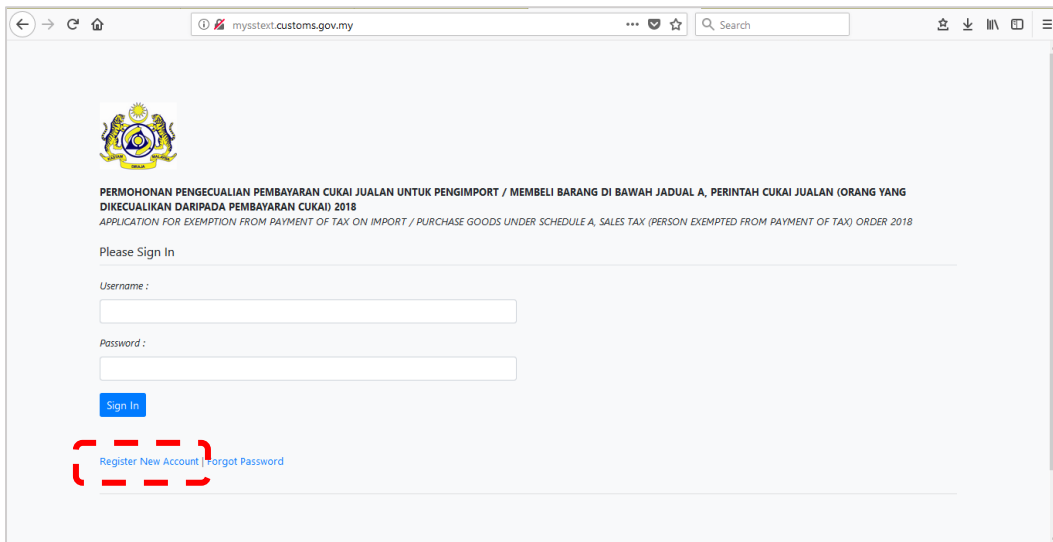 mysstext.customs.gov.my
Search
PERMOHONAN PENGECUALIAN PEMBAYARAN CUKAI JUALAN UNTUK PENGIMPORT / MEMBELI BARANG DI BAWAH JADUAL A, PERINTAH CUKAI JUALAN (ORANG YANG
DIKECUALIKAN DARIPADA PEMBAYARAN CUKAI) 2018
APPLICATION FOR EXEMPTION FROM PAYMENT OF TAX ON IMPORT / PURCHASE GOODS UNDER SCHEDULE A, SALES TAX (PERSON EXEMPTED FROM PAYMENT OF TAX) ORDER 2018
Please Sign In
Username :
Password :
Sign In
Register New Account | Forgot Password